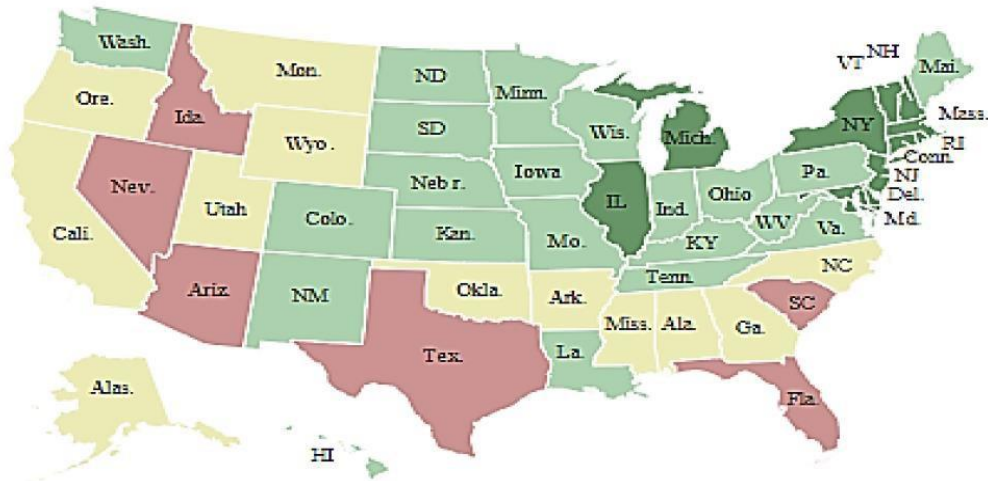 Wash.
Mon.
ND
Minn.
VT
NH
Mai.
Ore.
Ida.
SD
Wis.
Mich.
NY
Mass.
Wyo.
RI
Conn.
Nev.
Utah
Nebr.
Iowa
Pa.
NJ
Del.
Md.
Cali.
Colo.
Kan.
Mo.
IL
Ind.
Ohio
WV
Va.
KY
Ariz.
NM
Okla.
Ark.
Tenn.
NC
SC
Tex.
La.
Miss.
Ala.
Ga.
Fla.
Alas.
HI